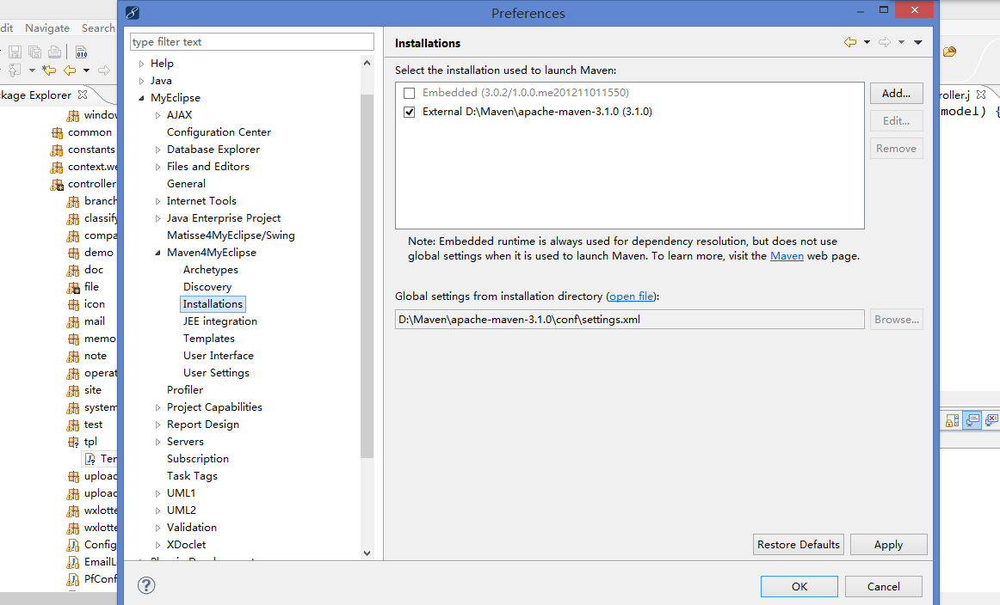 Preferences
dit Navigate Search
ckage Explorer
window
common
constants
context.we
controller
branch
classify
compa
demo
doc
file
icon
mail
memo
note
operat
site
system
test
tpl
Ter
upload
upload
wxlotte
wxlotte
Config
EmailL
PfConf
type filter text
Help
Java
MyEclipse
AJAX
Configuration Center
Database Explorer
Files and Editors
General
Internet Tools
Java Enterprise Project
Matisse4MyEclipse/Swing
Maven4MyEclipse
Archetypes
Discovery
Installations
JEE integration
Templates
User Interface
User Settings
Profiler
Project Capabilities
Report Design
Servers
Subscription
Task Tags
UML1
UML2
Validation
XDoclet
Installations
Select the installation used to launch Maven:
Embedded (3.0.2/1.0.0.me201211011550)
External D:\Maven\apache-maven-3.1.0 (3.1.0)
Add...
Edit...
Remove
Note: Embedded runtime is always used for dependency resolution, but does not use
global settings when it is used to launch Maven. To learn more, visit the Maven web page.
Global settings from installation directory (open file):
D:\Maven\apache-maven-3.1.0\conf\settings.xml
Browse...
Restore Defaults
Apply
OK
Cancel
roller.j
model) {